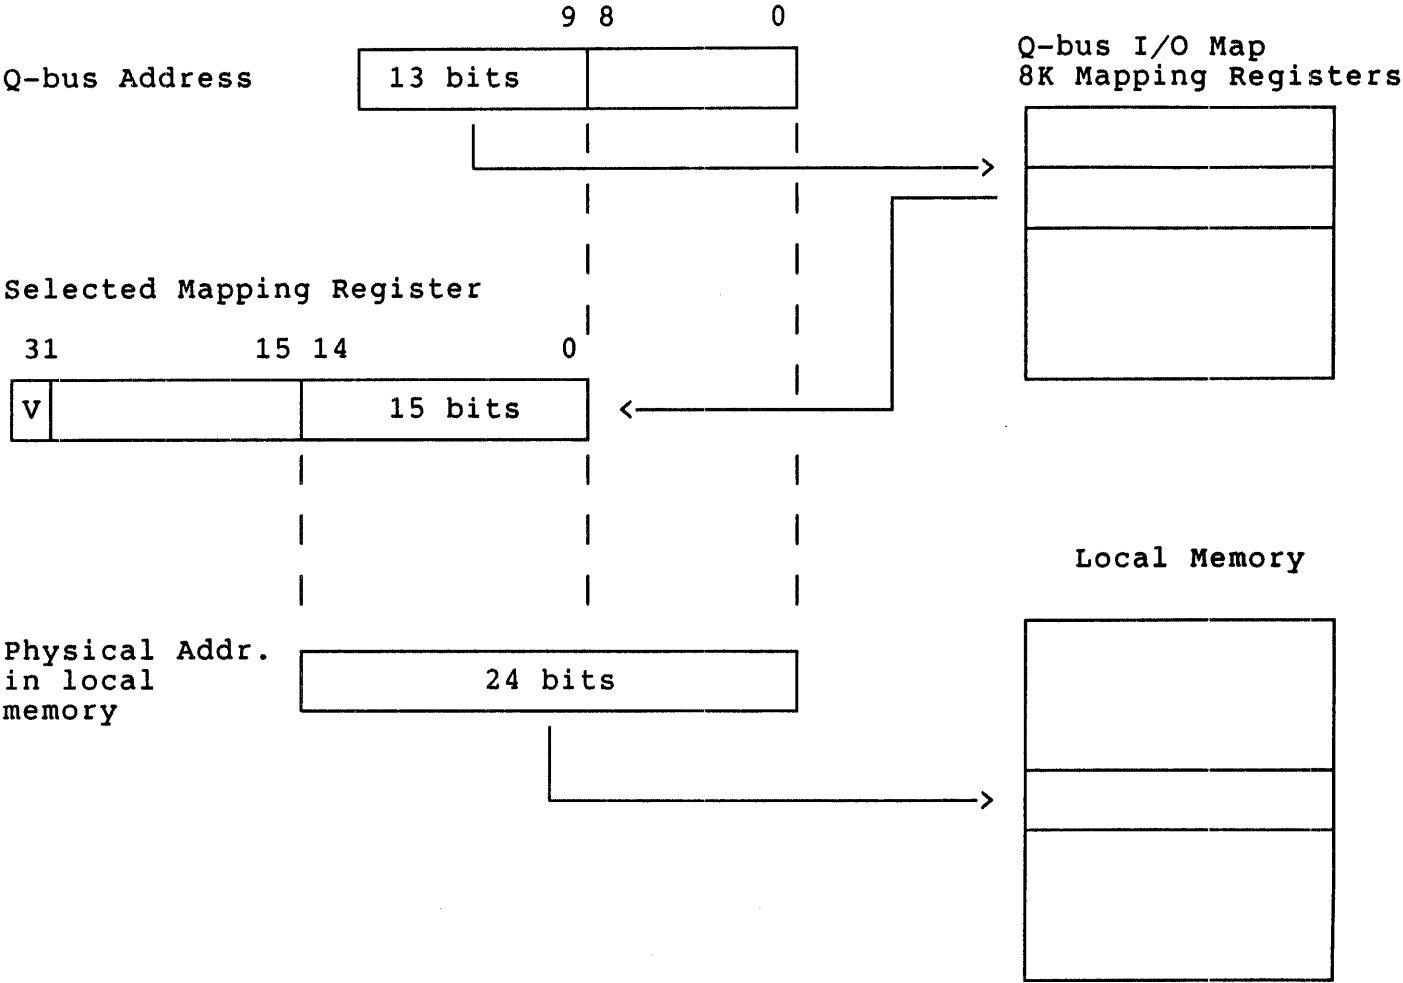 9 8 0
Q-bus Address 13 bits
Q-bus I/O Map
8K Mapping Registers
Selected Mapping Register
31 15 14 0
V 15 bits
Local Memory
Physical Addr.
in local
memory
24 bits